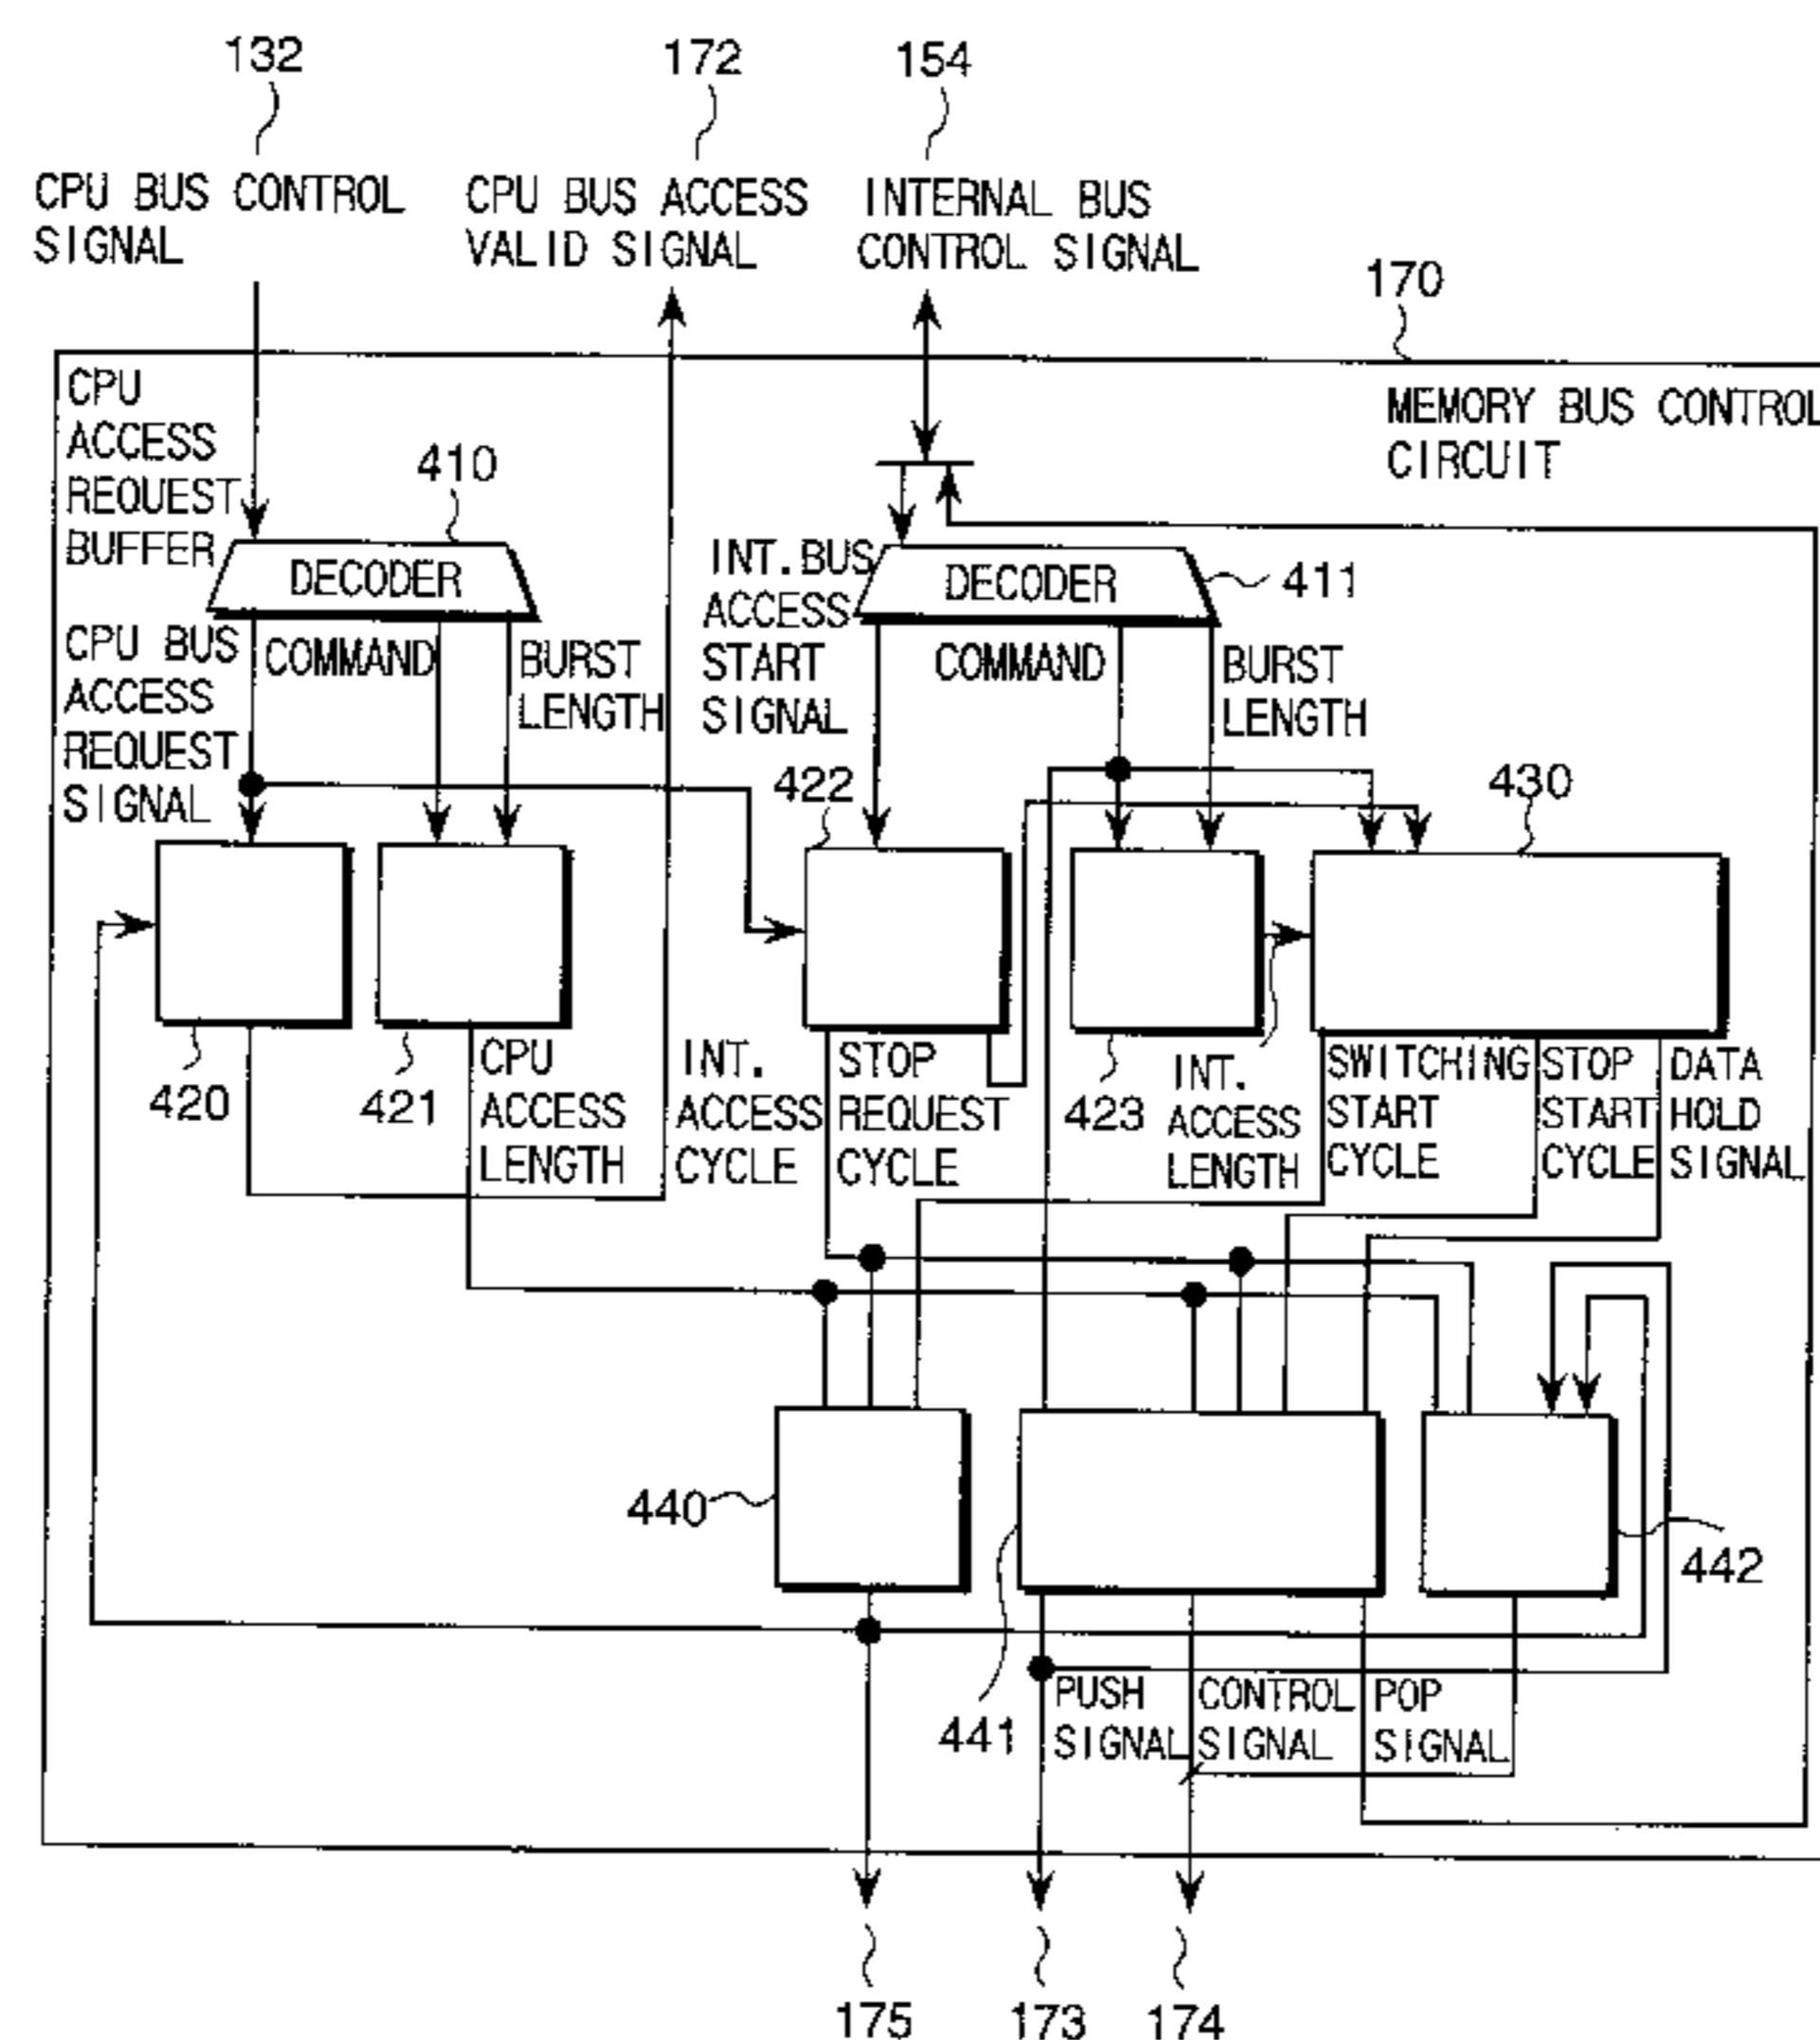 132
172
154
CPU BUS CONTROL
SIGNAL
CPU BUS ACCESS
VALID SIGNAL
INTERNAL BUS
CONTROL SIGNAL
170
MEMORY BUS CONTROL
CIRCUIT
CPU
ACCESS
REQUEST
BUFFER
410
DECODER
INT.BUS
ACCESS
START
SIGNAL
DECODER
411
CPU BUS
ACCESS
REQUEST
SIGNAL
COMMAND
BURST
LENGTH
COMMAND
BURST
LENGTH
422
430
420
421
CPU
ACCESS
LENGTH
INT.
ACCESS
CYCLE
STOP
REQUEST
CYCLE
423
INT.
ACCESS
LENGTH
SWITCHING
START
CYCLE
STOP
START
CYCLE
DATA
HOLD
SIGNAL
440
441
442
PUSH
SIGNAL
CONTROL
SIGNAL
POP
SIGNAL
175
173
174